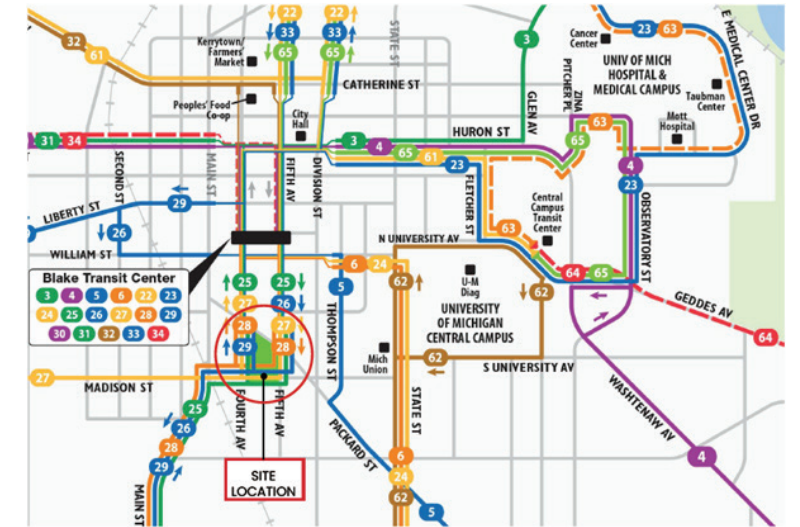 22
22
33
33
65
65
32
61
Kerrytown/
Farmers'
Market
STATE ST
CATHERINE ST
Peoples' Food
Co-op
City
Hall
3
GLEN AV
Cancer
Center
23
63
UNIV OF MICH
HOSPITAL &
MEDICAL CAMPUS
E MEDICAL CENTER DR
Taubman
Center
Mott
Hospital
ZINA
PITCHER PL
63
65
31
34
HURON ST
3
4
65
61
23
4
23
SECOND ST
MAIN ST
FIFTH AV
DIVISION ST
FLETCHER ST
OBSERVATORY ST
LIBERTY ST
29
26
WILLIAM ST
N UNIVERSITY AV
Central
Campus
Transit
Center
63
64
65
GEDDES AV
64
Blake Transit Center
3
4
5
6
22
23
24
25
26
27
28
29
30
31
32
33
34
6
24
5
62
62
U-M
Diag
UNIVERSITY
OF MICHIGAN
CENTRAL CAMPUS
25
25
27
26
28
27
29
28
THOMPSON ST
Mich
Union
62
S UNIVERSITY AV
27
MADISON ST
FOURTH AV
FIFTH AV
STATE ST
WASHTENAW AV
4
25
26
28
29
MAIN ST
SITE
LOCATION
PACKARD ST
6
24
62
5